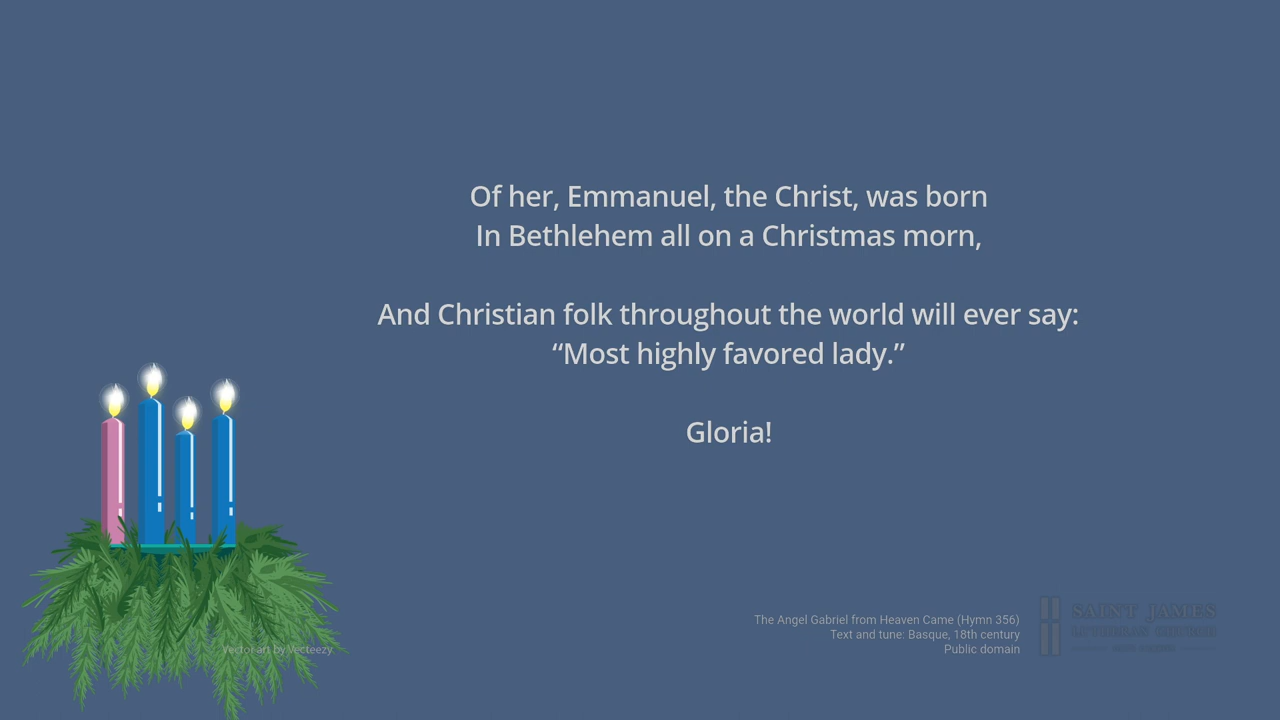 Of her, Emmanuel, the Christ, was born
In Bethlehem all on a Christmas morn,
And Christian folk throughout the world will ever say:
“Most highly favored lady.”
Gloria!
The Angel Gabriel from Heaven Came (Hymn 356)
Text and tune: Basque, 18th century
Public domain
SAINT JAMES
LUTHERAN CHURCH
Vector art by Vecteezy